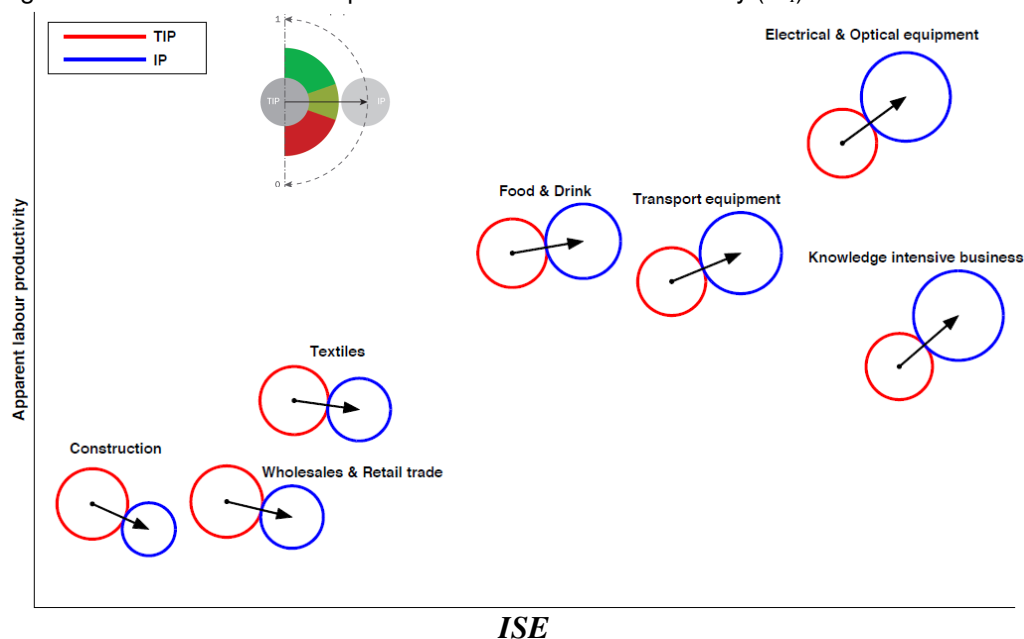 TIP
IP
1
TIP
IP
0
Electrical & Optical equipment
Food & Drink
Transport equipment
Knowledge intensive business
Textiles
Construction
Wholesales & Retail trade
Apparent labour productivity
ISE